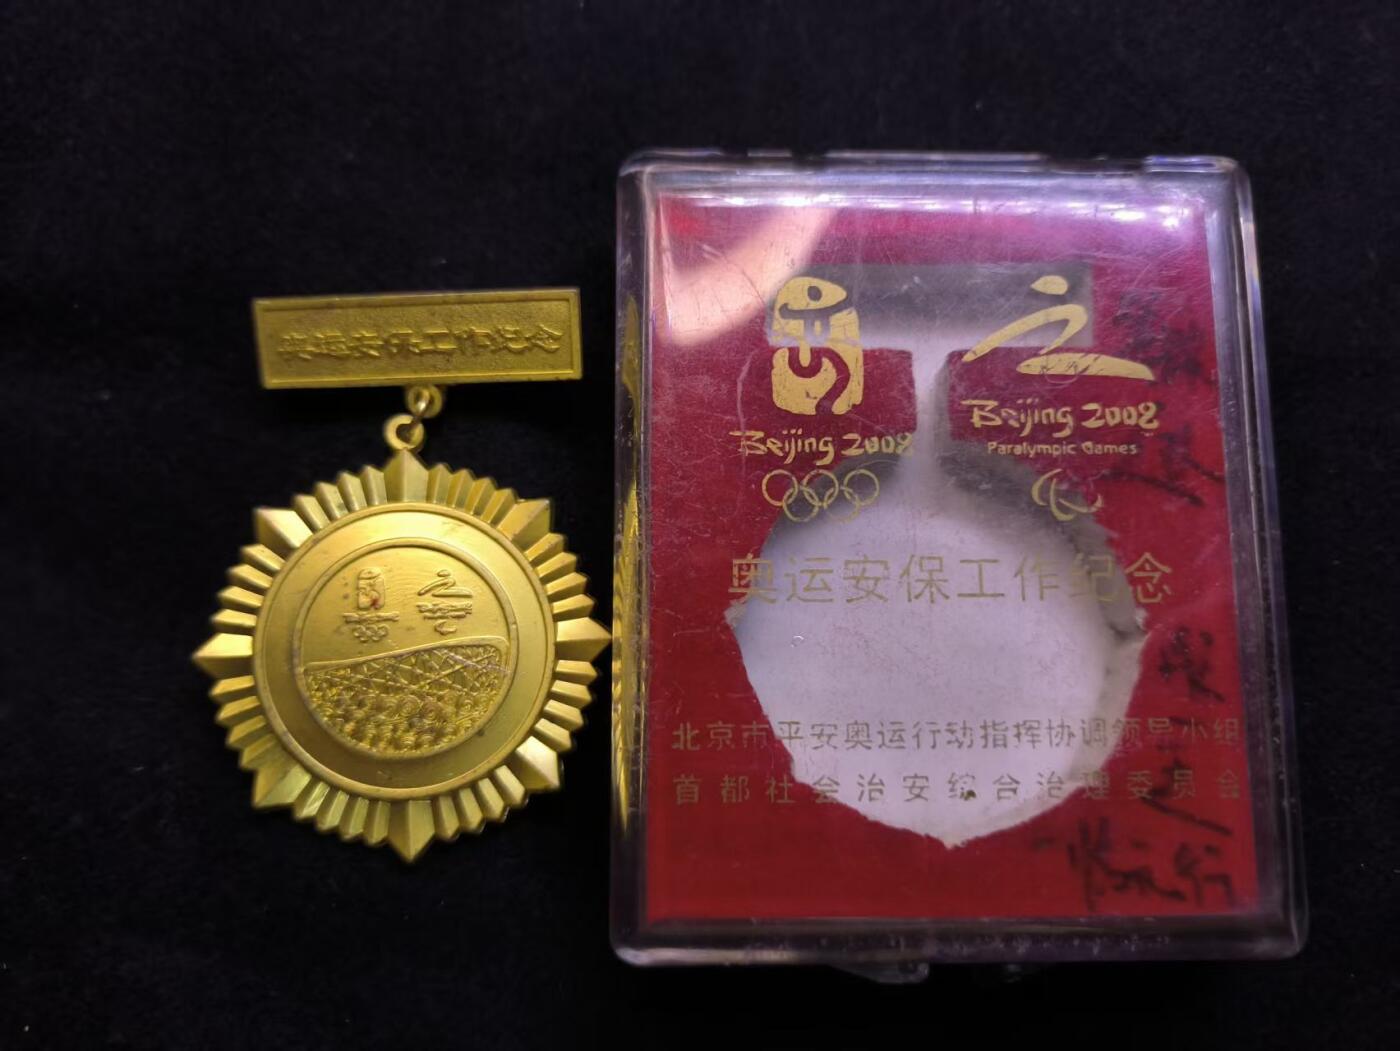 奥运安保工作纪念
Beijing 2008
Beijing 2008
Paralympic Games
奥运安保工作纪念
北京市平安奥运行动指挥协调领导小组
首都社会治安综合治理委员会